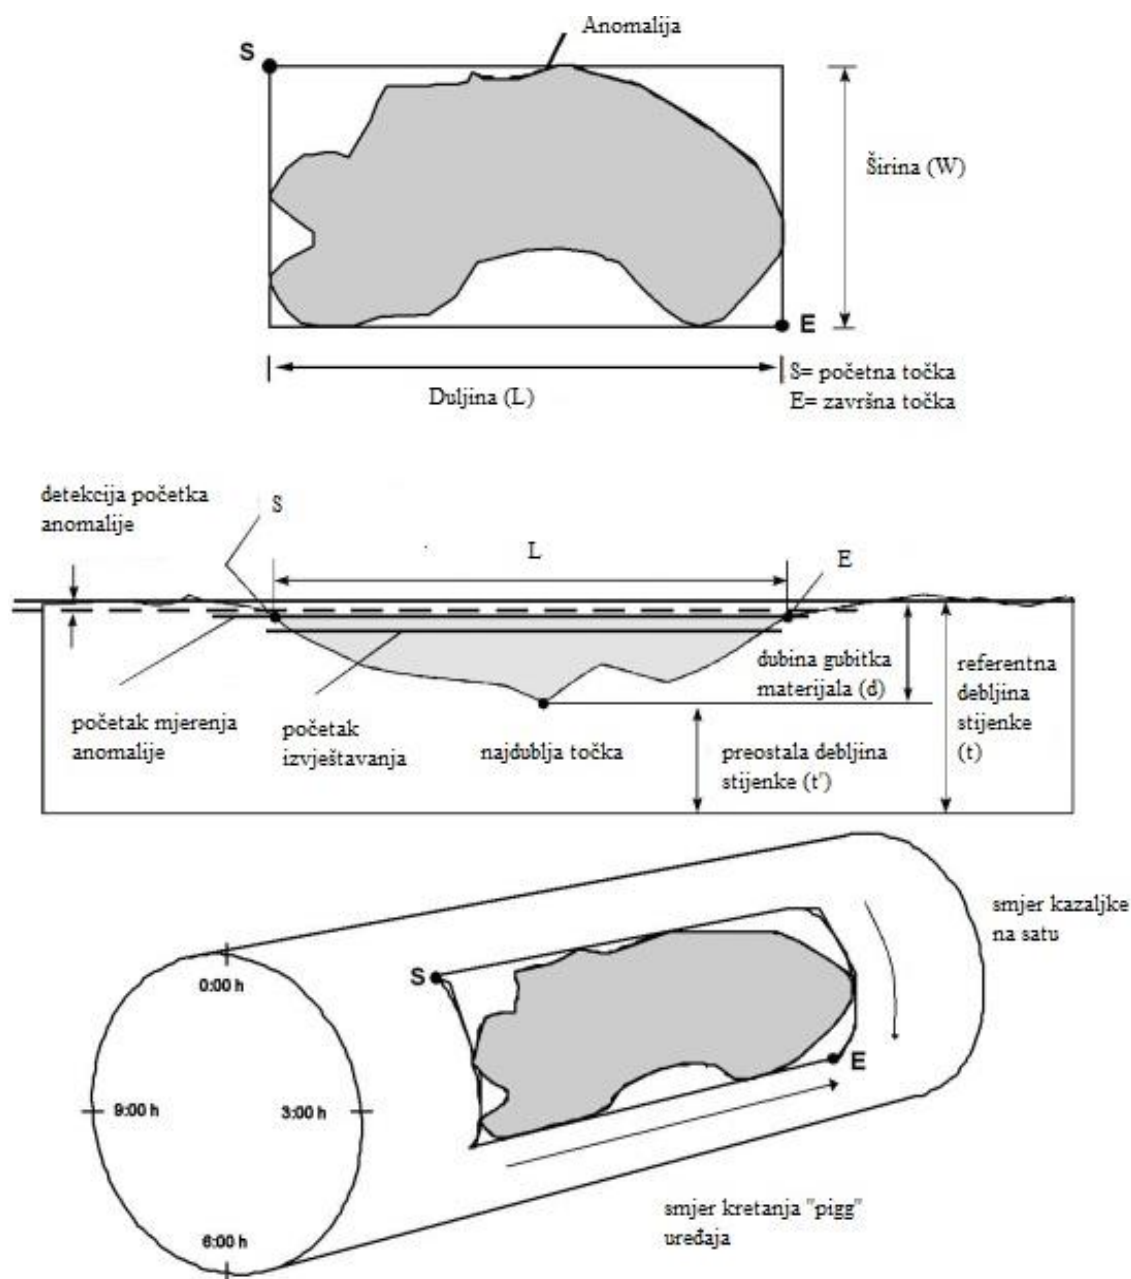 Anomalija
S
Širina (W)
E
Duljina (L)
S= početna točka
E= završna točka
detekcija početka
anomalije
S
L
E
dubina gubitka
materijala (d)
referentna
debljina
stijenke
(t)
početak mjerenja
anomalije
početak
izvještavanja
najdublja točka
preostala debljina
stijenke (t')
smjer kazaljke
na satu
S
0:00 h
E
9:00 h
3:00 h
smjer kretanja "pigg"
uređaja
6:00 h